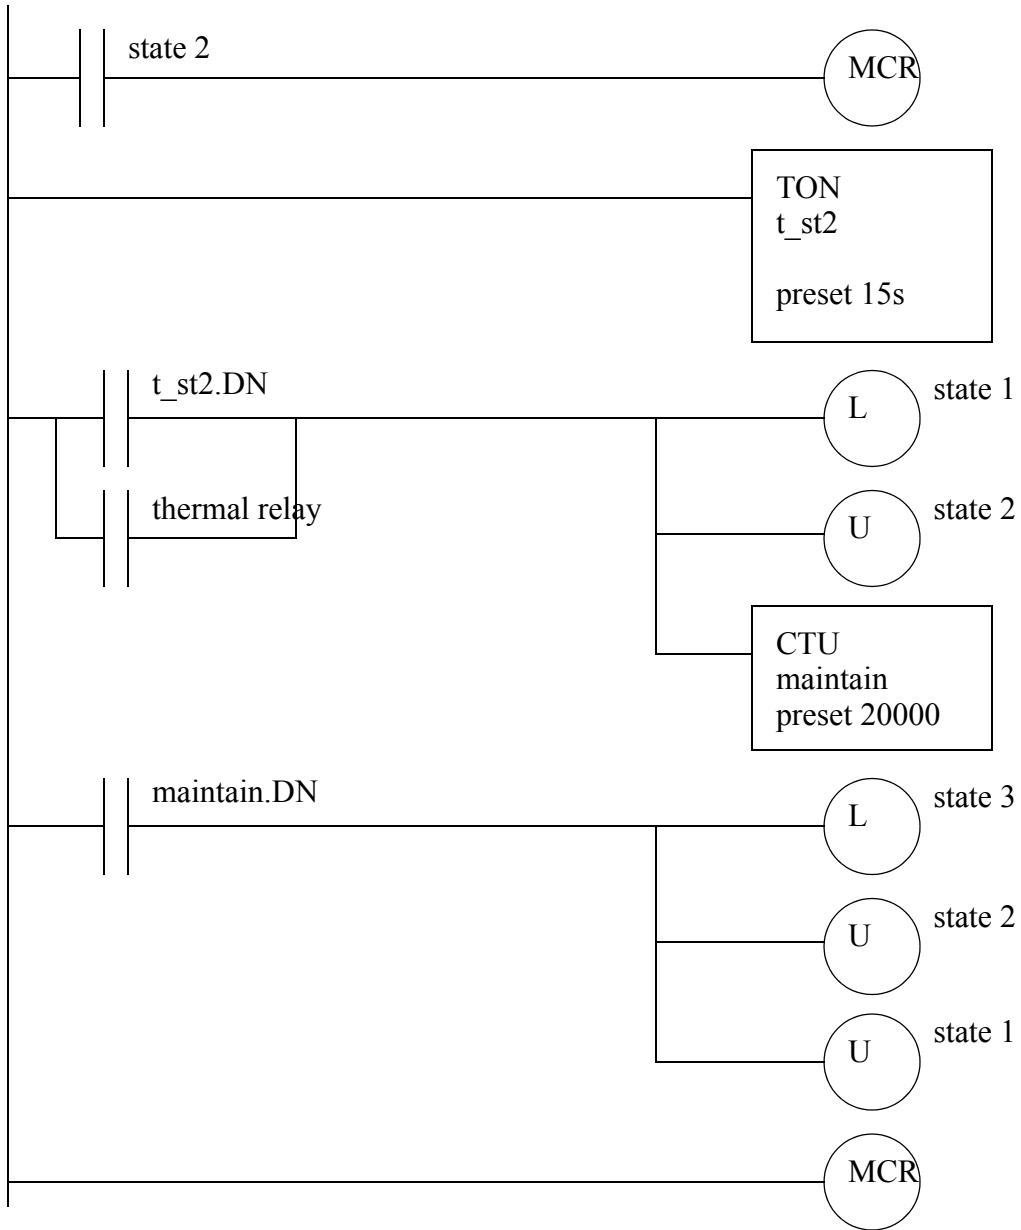 state 2
MCR
TON
t_st2
preset 15s
t_st2.DN
L
state 1
thermal relay
U
state 2
CTU
maintain
preset 20000
maintain.DN
L
state 3
U
state 2
U
state 1
MCR